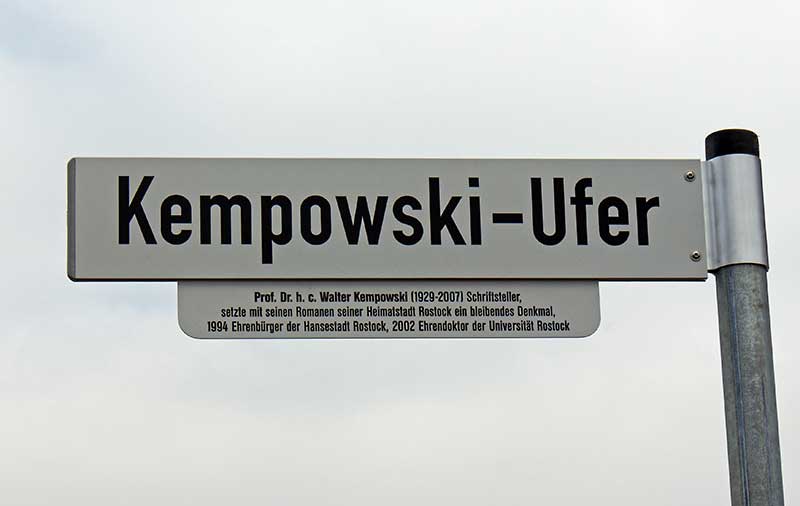 Kempowski-Ufer
Prof. Dr. h. c. Walter Kempowski (1929-2007) Schriftsteller,
setzte mit seinen Romanen seiner Heimatstadt Rostock ein bleibendes Denkmal,
1994 Ehrenbürger der Hansestadt Rostock, 2002 Ehrendoktor der Universität Rostock